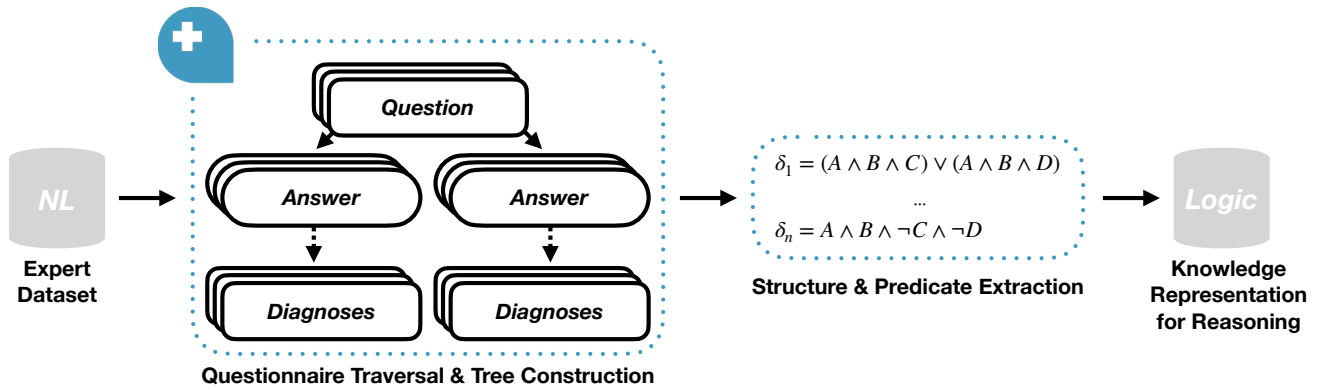 NL
Expert
Dataset
Question
Answer
Answer
Diagnoses
Diagnoses
Questionnaire Traversal & Tree Construction
δ₁ = (A ∧ B ∧ C) ∨ (A ∧ B ∧ D)
...
δₙ = A ∧ B ∧ ¬C ∧ ¬D
Structure & Predicate Extraction
Logic
Knowledge
Representation
for Reasoning